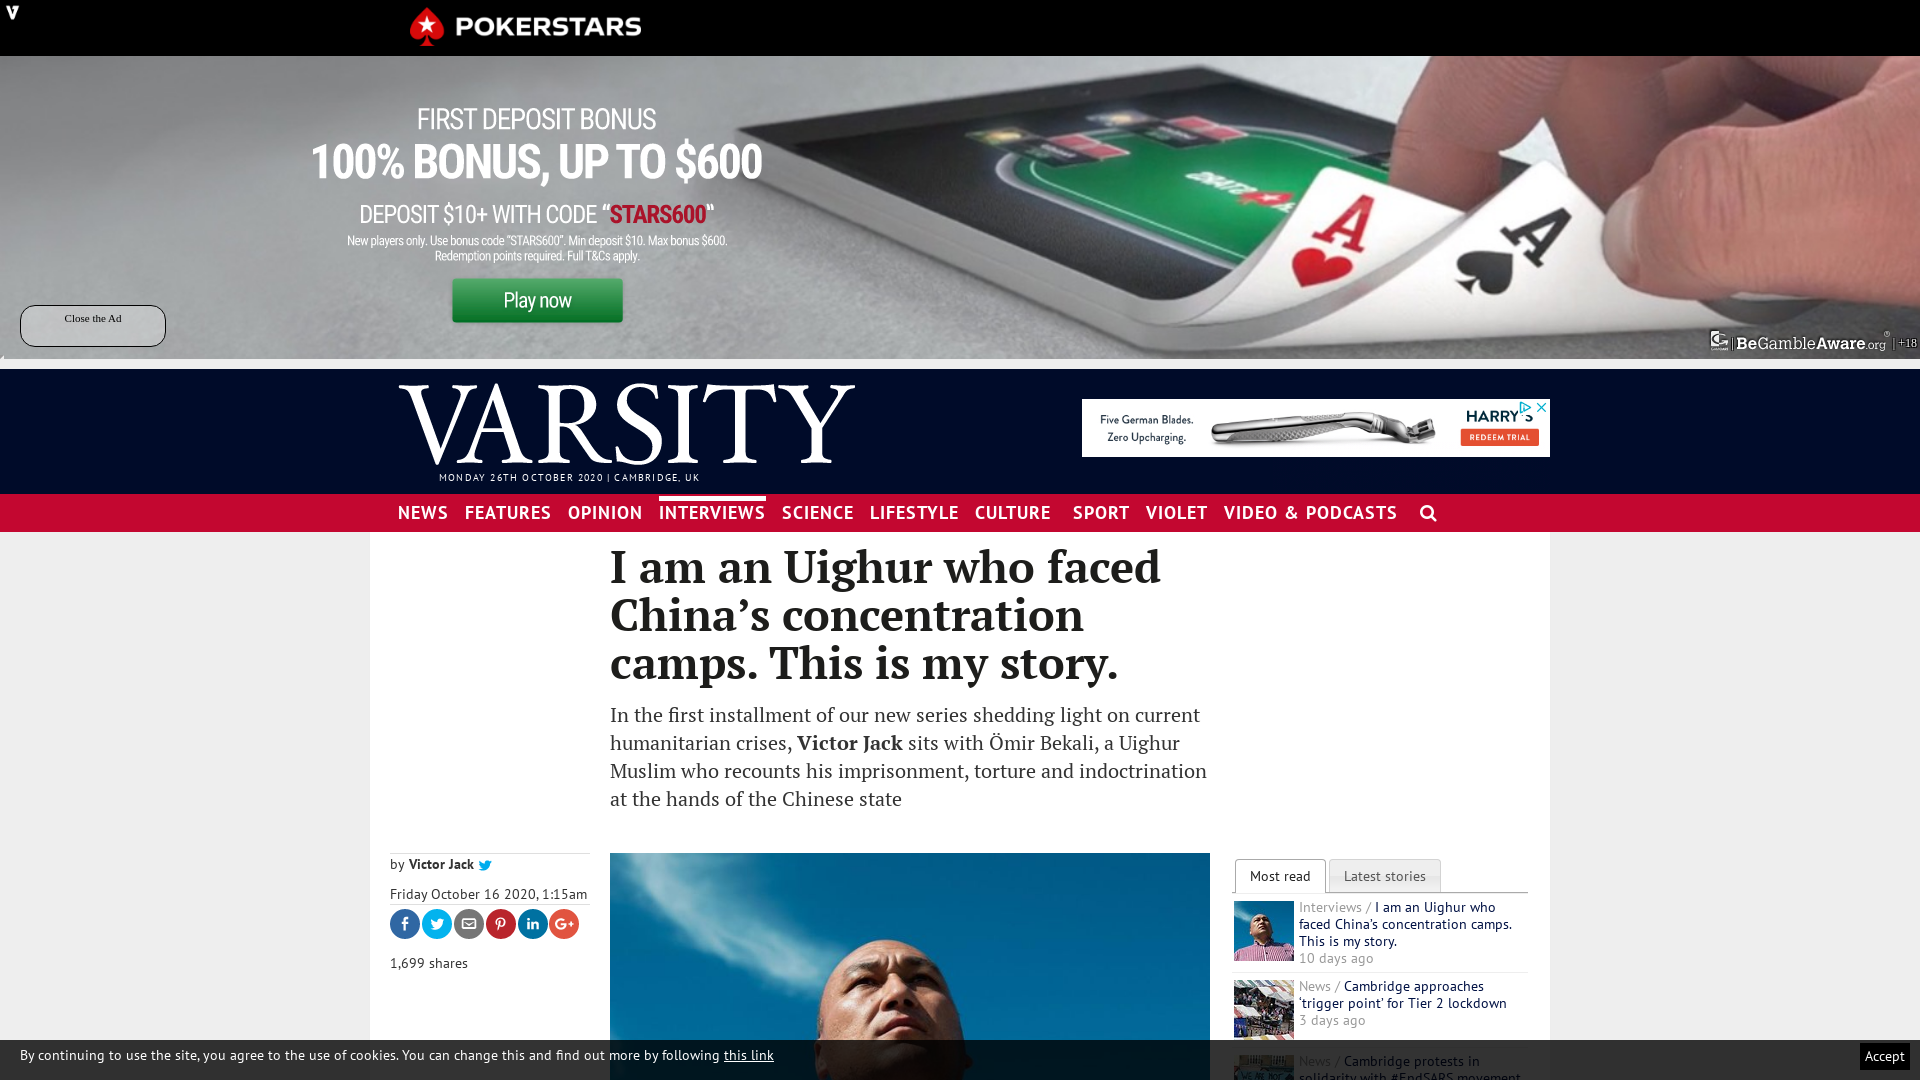 V
POKERSTARS
FIRST DEPOSIT BONUS
100% BONUS, UP TO $600
DEPOSIT $10+ WITH CODE “STARS600“
New players only. Use bonus code “STARS600”. Min deposit $10. Max bonus $600.
Redemption points required. Full T&Cs apply.
Play now
A
A
Close the Ad
BeGambleAware.org ® | +18
VARSITY
MONDAY 26TH OCTOBER 2020 | CAMBRIDGE, UK
Five German Blades.
Zero Upcharging.
HARRY'S
REDEEM TRIAL
NEWS FEATURES OPINION INTERVIEWS SCIENCE LIFESTYLE CULTURE SPORT VIOLET VIDEO & PODCASTS
I am an Uighur who faced
China’s concentration
camps. This is my story.
In the first installment of our new series shedding light on current
humanitarian crises, Victor Jack sits with Ömir Bekali, a Uighur
Muslim who recounts his imprisonment, torture and indoctrination
at the hands of the Chinese state
by Victor Jack
Friday October 16 2020, 1:15am
1,699 shares
Most read
Latest stories
Interviews / I am an Uighur who
faced China’s concentration camps.
This is my story.
10 days ago
News / Cambridge approaches
‘trigger point’ for Tier 2 lockdown
3 days ago
News / Cambridge protests in
solidarity with #EndSARS movement
By continuing to use the site, you agree to the use of cookies. You can change this and find out more by following this link
Accept